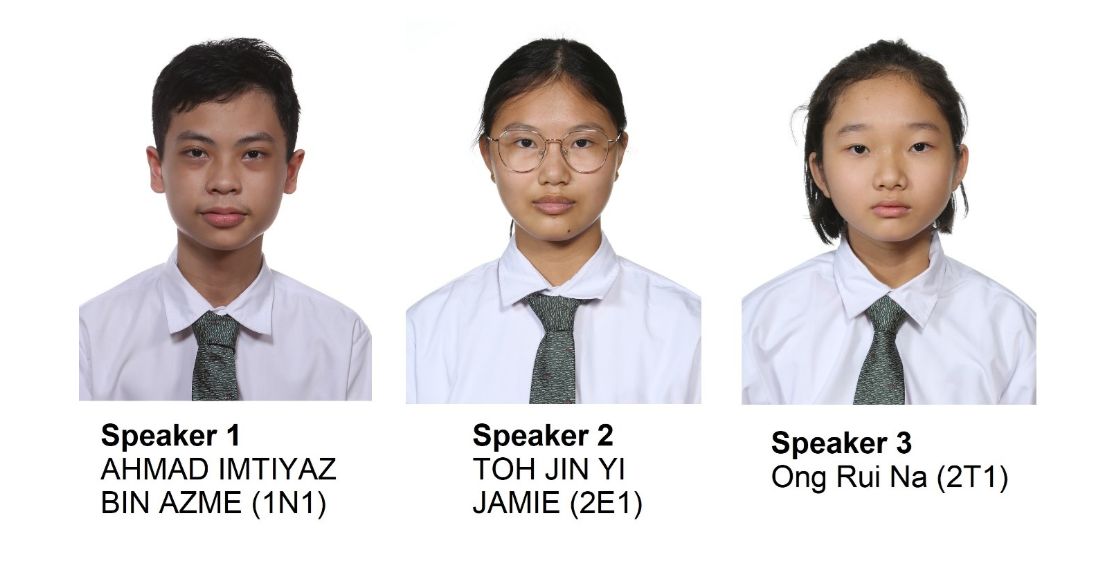 Speaker 1
AHMAD IMTIYAZ
BIN AZME (1N1)
Speaker 2
TOH JIN YI
JAMIE (2E1)
Speaker 3
Ong Rui Na (2T1)